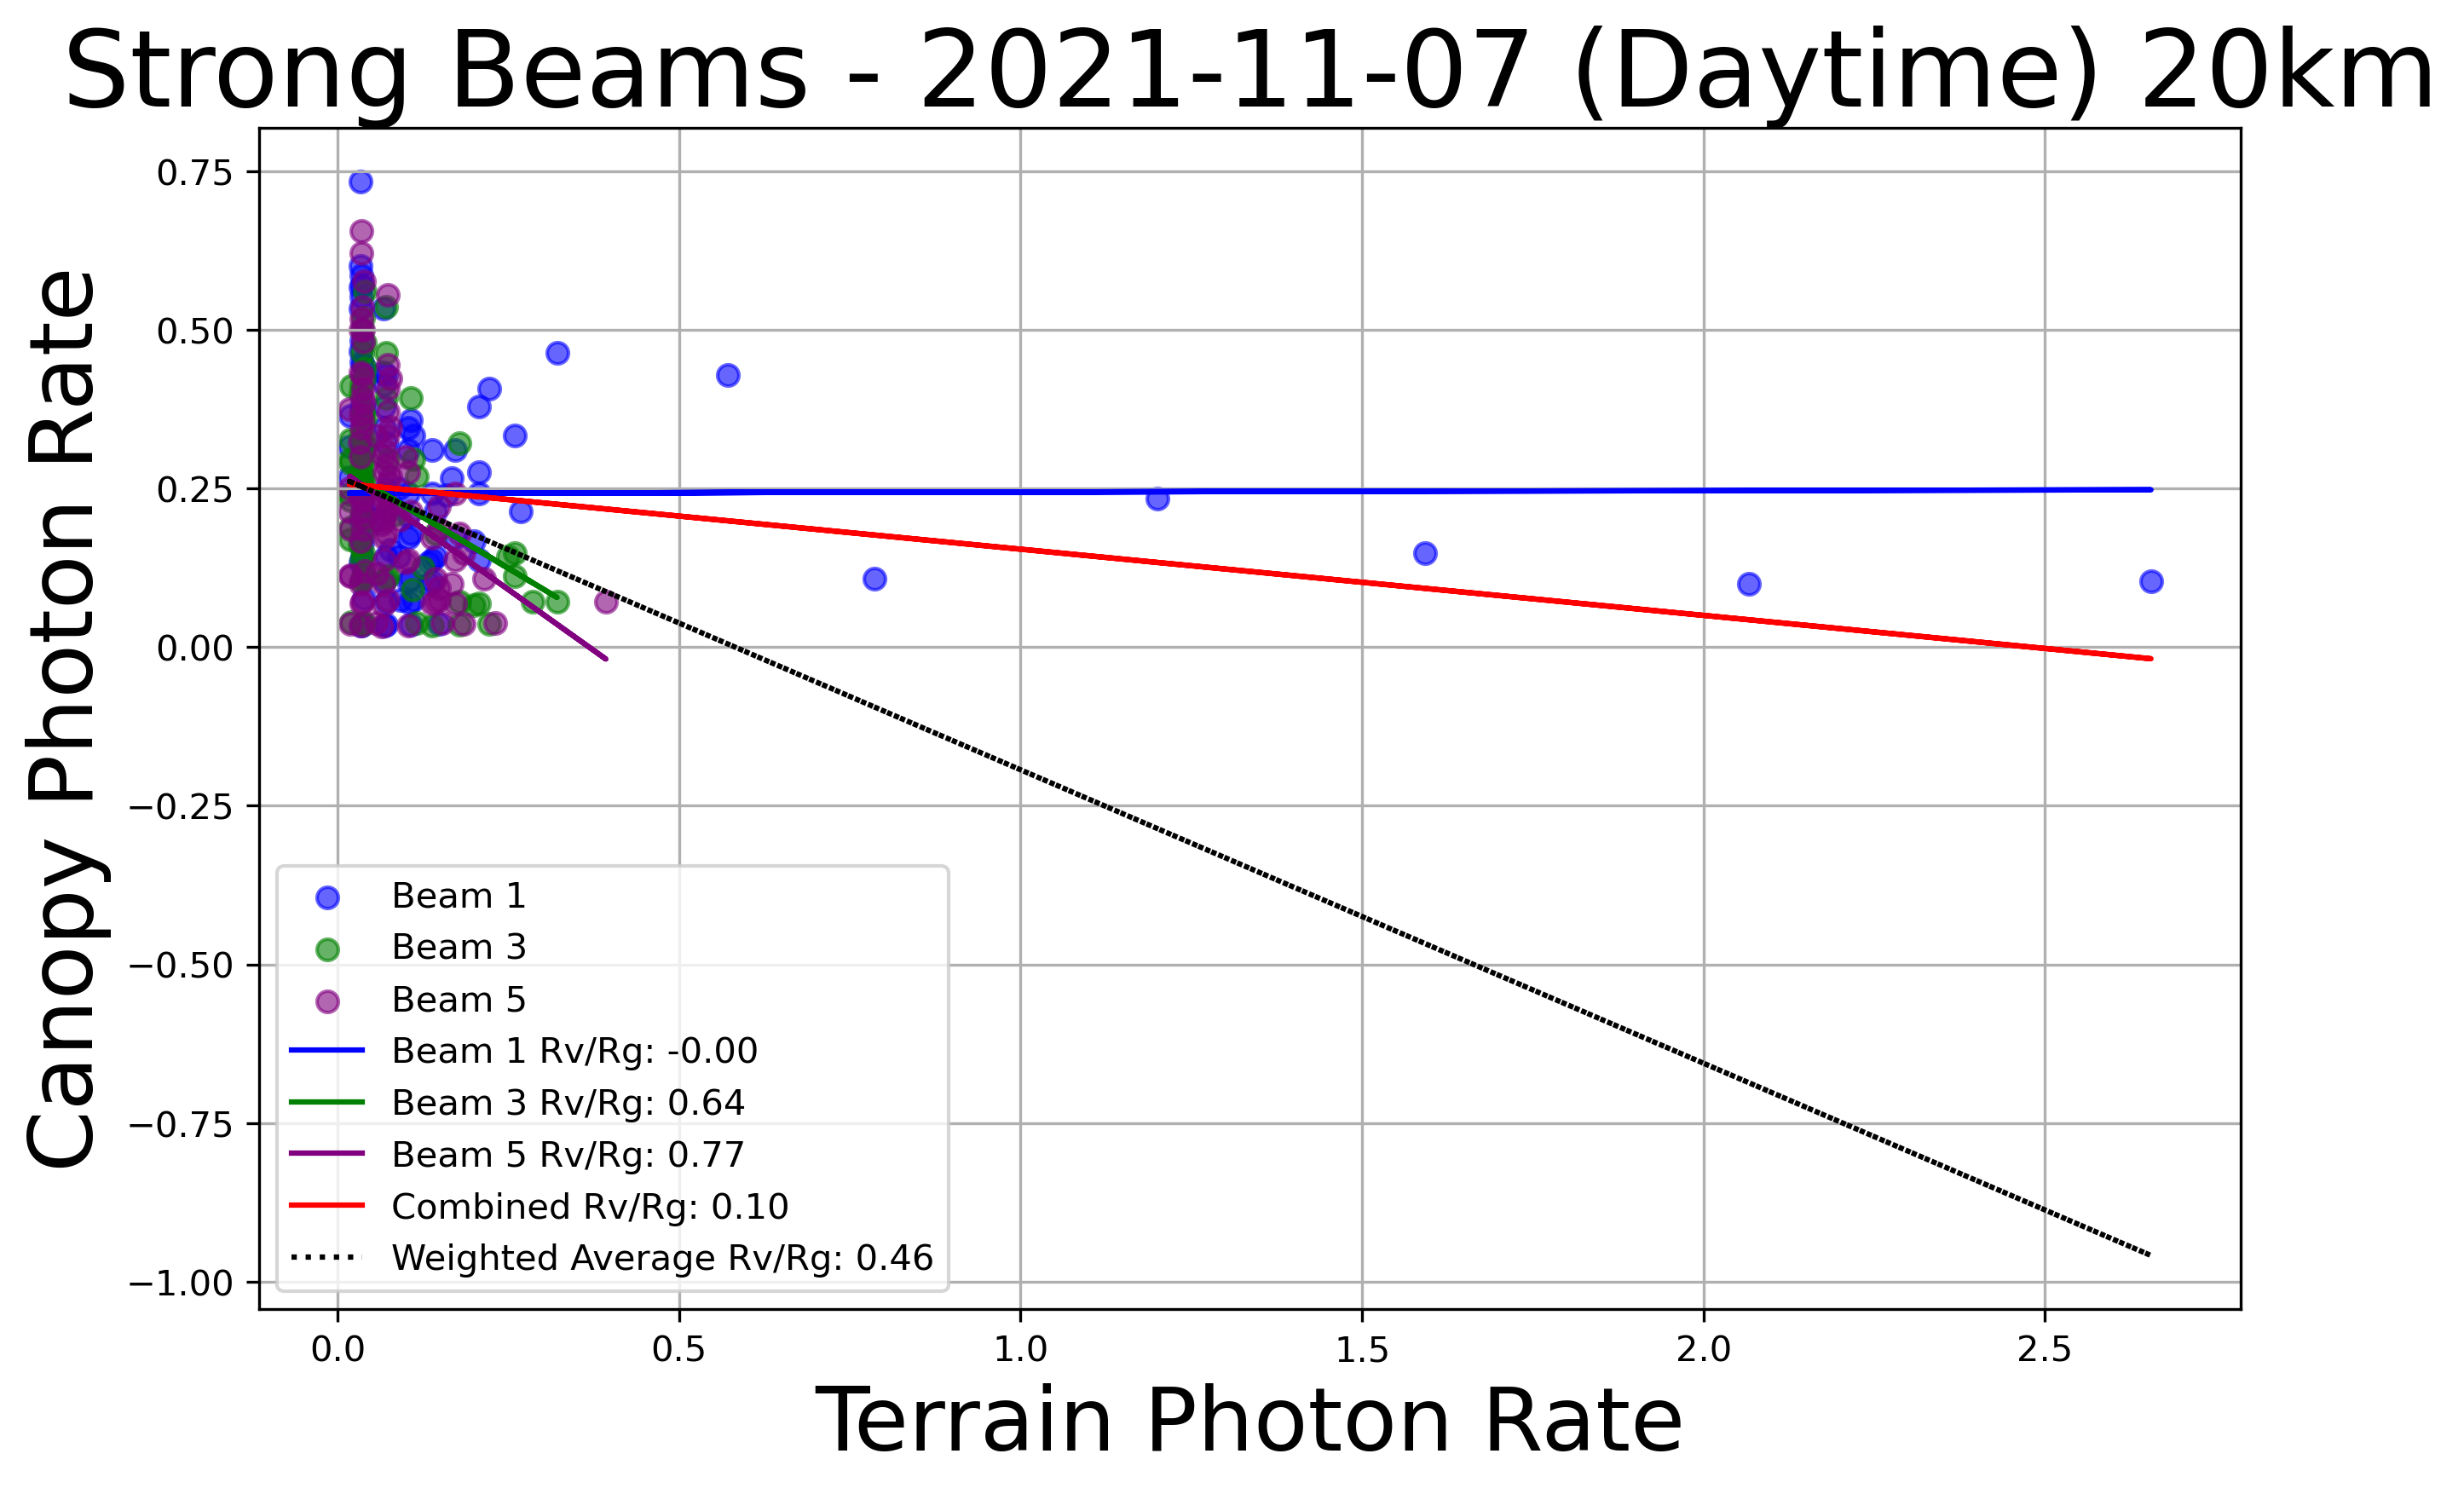 Strong Beams - 2021-11-07 (Daytime) 20km
Canopy Photon Rate
0.75
0.50
0.25
0.00
−0.25
−0.50
−0.75
−1.00
Beam 1
Beam 3
Beam 5
Beam 1 Rv/Rg: -0.00
Beam 3 Rv/Rg: 0.64
Beam 5 Rv/Rg: 0.77
Combined Rv/Rg: 0.10
Weighted Average Rv/Rg: 0.46
0.0 0.5 1.0 1.5 2.0 2.5
Terrain Photon Rate